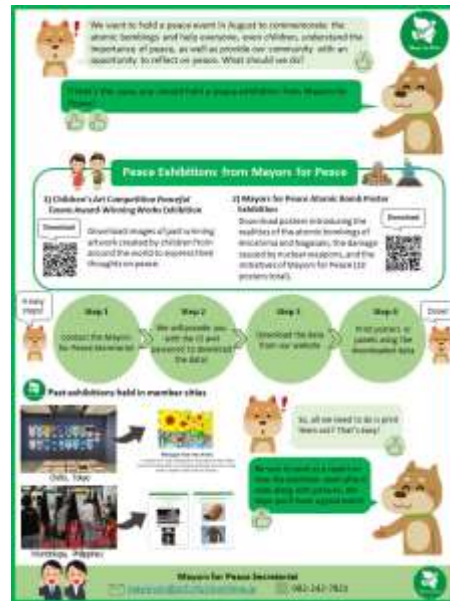 We want to hold a peace event in August to commemorate the
atomic bombings and help everyone, even children, understand the
importance of peace, as well as provide our community with an
opportunity to reflect on peace. What should we do?
If that's the case, you should hold a peace exhibition from Mayors for
Peace!
Peace Exhibitions from Mayors for Peace
1) Children's Art Competition Peaceful
Towns Award-Winning Works Exhibition
Download
Download images of past winning
artwork created by children from
around the world to express their
thoughts on peace.
2) Mayors for Peace Atomic Bomb Poster
Exhibition
Download posters introducing the
realities of the atomic bombings of
Hiroshima and Nagasaki, the damage
caused by nuclear weapons, and the
initiatives of Mayors for Peace
posters total).
Download
4 easy
steps!
Step 1
Contact the Mayors
for Peace Secretariat
Step 2
We will provide you
with the ID and
password to download
the data!
Step 3
Download the data
from our website
Step 4
Print posters or
panels using the
downloaded data
Done!
Past exhibitions held in member cities
Tokyo
Philippines
So, all we need to do is print
them out? That's easy!
Mayors for Peace Secretariat
082-242-7821